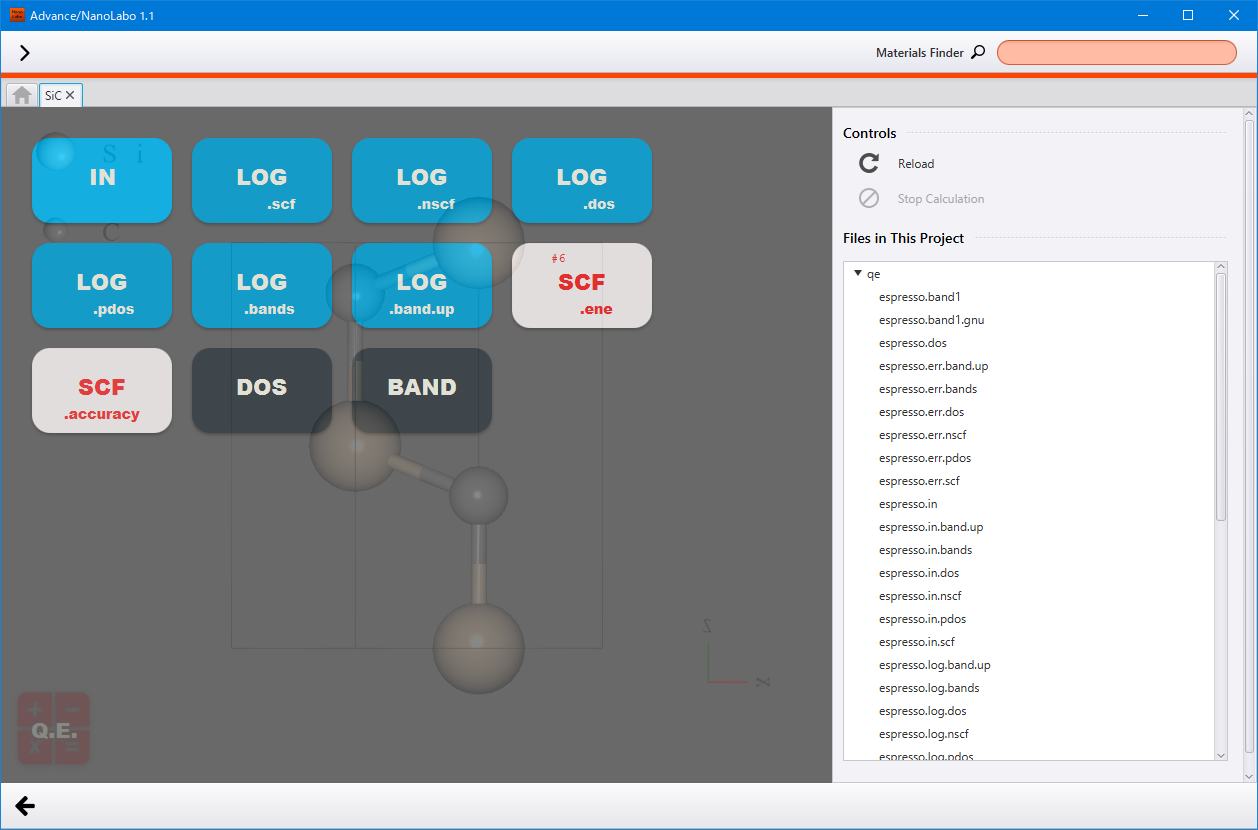 Advance/NanoLabo 1.1
Materials Finder
SiC
Si
C
IN
LOG
.scf
LOG
.nscf
LOG
.dos
LOG
.pdos
LOG
.bands
LOG
.band.up
#6
SCF
.ene
SCF
.accuracy
DOS
BAND
Z
X
Q.E.
Controls
Reload
Stop Calculation
Files in This Project
qe
espresso.band1
espresso.band1.gnu
espresso.dos
espresso.err.band.up
espresso.err.bands
espresso.err.dos
espresso.err.nscf
espresso.err.pdos
espresso.err.scf
espresso.in
espresso.in.band.up
espresso.in.bands
espresso.in.dos
espresso.in.nscf
espresso.in.pdos
espresso.in.scf
espresso.log.band.up
espresso.log.bands
espresso.log.dos
espresso.log.nscf
espresso.log.pdos